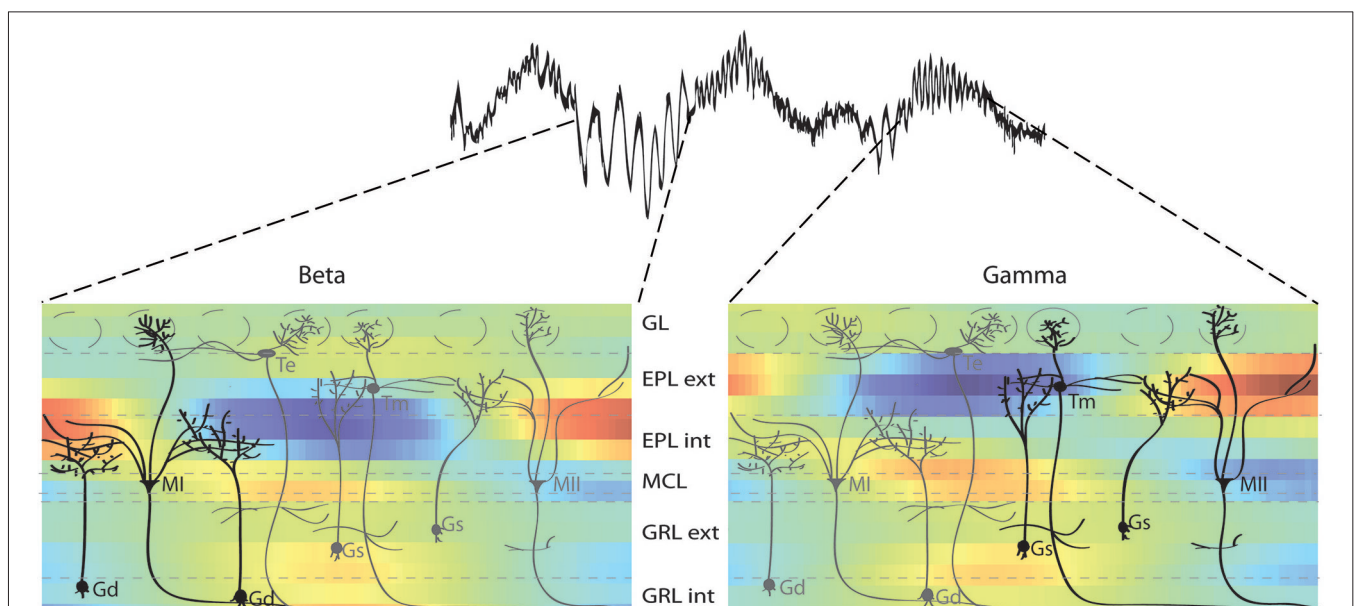 Beta
Gamma
GL
EPL ext
EPL int
MCL
GRL ext
GRL int
Te
Tm
MI
MII
Gs
Gs
Gd
Gd
Te
Tm
MI
MII
Gs
Gs
Gd
Gd